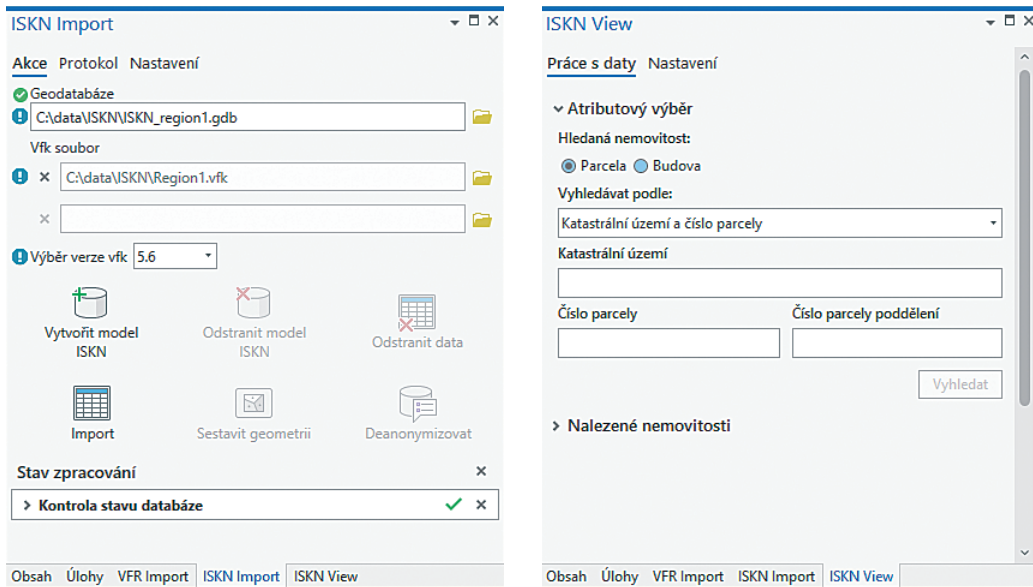 ISKN Import
Akce Protokol Nastavení
Geodatabáze
C:\data\ISKN\ISKN_region1.gdb
Vfk soubor
C:\data\ISKN\Region1.vfk
Výběr verze vfk 5.6
Vytvořit model ISKN
Odstranit model ISKN
Odstranit data
Import
Sestavit geometrii
Deanonymizovat
Stav zpracování
Kontrola stavu databáze
Obsah Úlohy VFR Import ISKN Import ISKN View
ISKN View
Práce s daty Nastavení
Atributový výběr
Hledaná nemovitost:
Parcela Budova
Vyhledávat podle:
Katastrální území a číslo parcely
Katastrální území
Číslo parcely Číslo parcely poddělení
Vyhledat
Nalezené nemovitosti
Obsah Úlohy VFR Import ISKN Import ISKN View